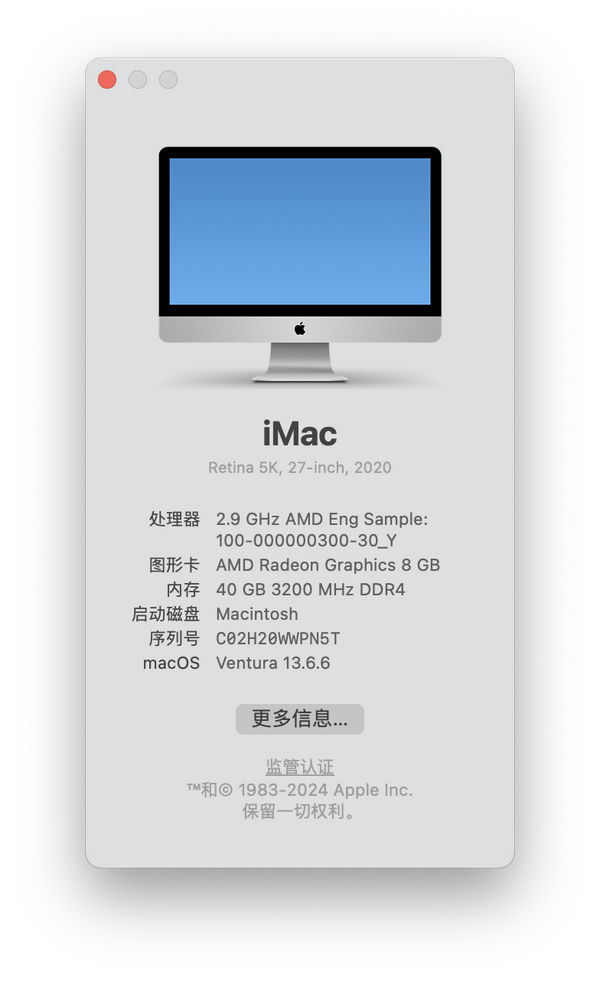 iMac
Retina 5K, 27-inch, 2020
处理器 2.9 GHz AMD Eng Sample:
100-000000300-30_Y
图形卡 AMD Radeon Graphics 8 GB
内存 40 GB 3200 MHz DDR4
启动磁盘 Macintosh
序列号 C02H20WWPN5T
macOS Ventura 13.6.6
更多信息...
监管认证
™和© 1983-2024 Apple Inc.
保留一切权利。